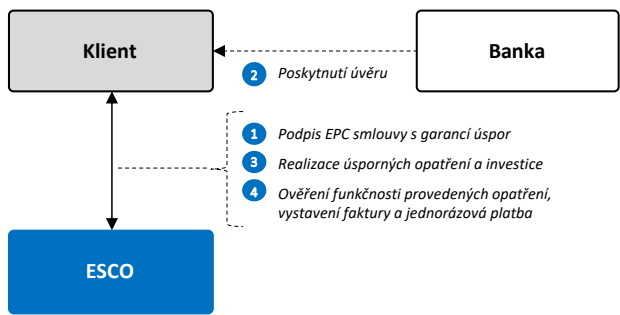 Klient
Banka
2 Poskytnutí úvěru
1 Podpis EPC smlouvy s garancí úspor
3 Realizace úsporných opatření a investice
4 Ověření funkčnosti provedených opatření,
vystavení faktury a jednorázová platba
ESCO